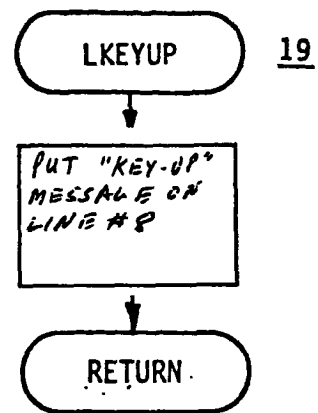 LKEYUP
19
PUT "KEY-UP"
MESSAGE ON
LINE #8
RETURN